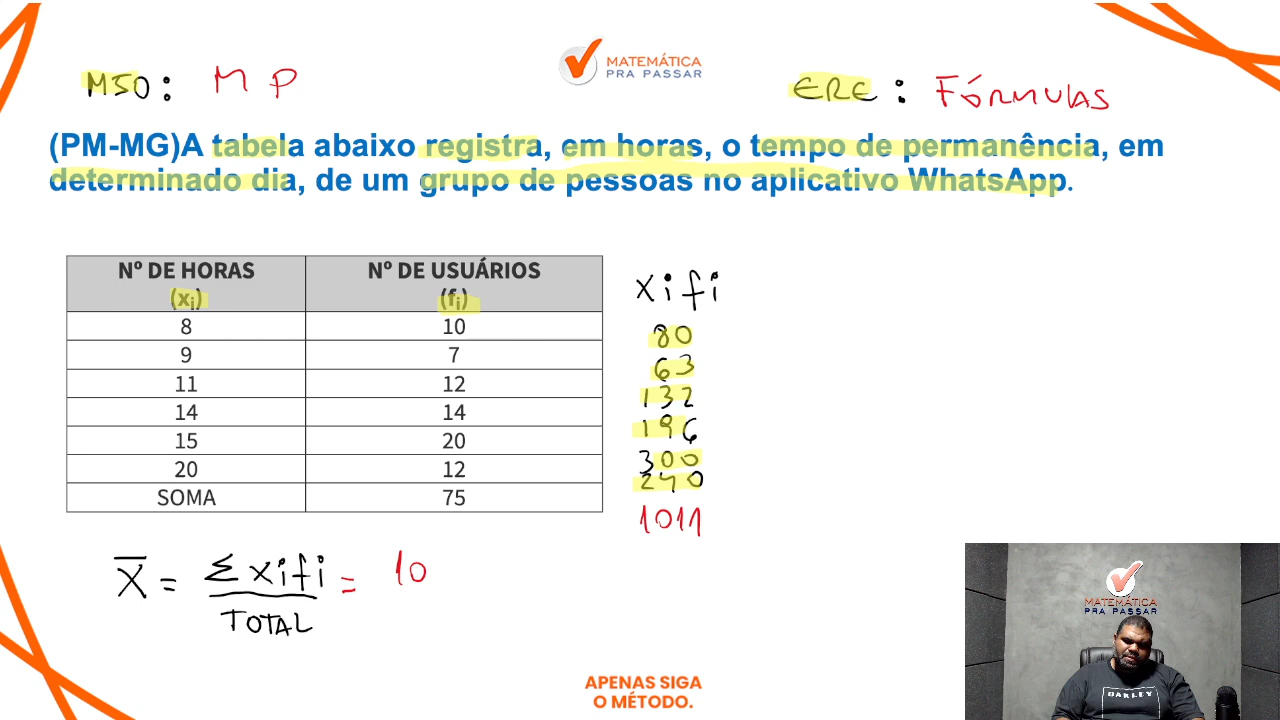 MSO: MP
MATEMÁTICA
PRA PASSAR
ERE: FÓRMULAS
(PM-MG)A tabela abaixo registra, em horas, o tempo de permanência, em
determinado dia, de um grupo de pessoas no aplicativo WhatsApp.
Nº DE HORAS
(xi)
Nº DE USUÁRIOS
(fi)
xifi
8 10 80
9 7 63
11 12 132
14 14 196
15 20 300
20 12 240
SOMA 75 1011
X̅ = Σxifi = 10
TOTAL
MATEMÁTICA
PRA PASSAR
OAKLEY
APENAS SIGA
O MÉTODO.